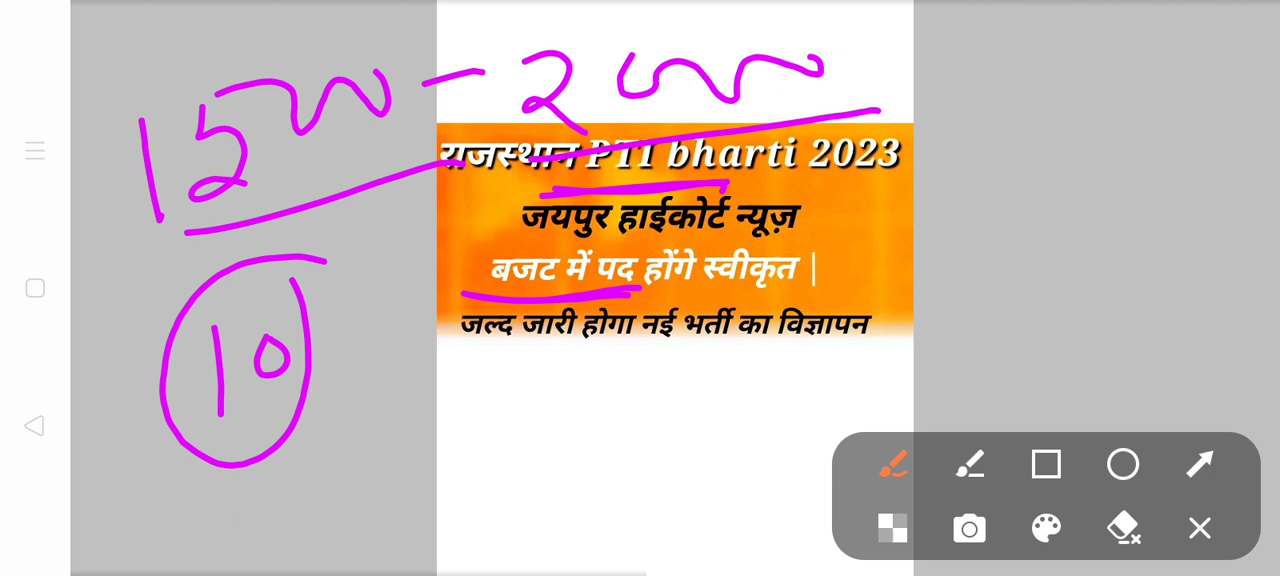 1500 - 2000
राजस्थान PTI bharti 2023
जयपुर हाईकोर्ट न्यूज़
बजट में पद होंगे स्वीकृत |
जल्द जारी होगा नई भर्ती का विज्ञापन
10